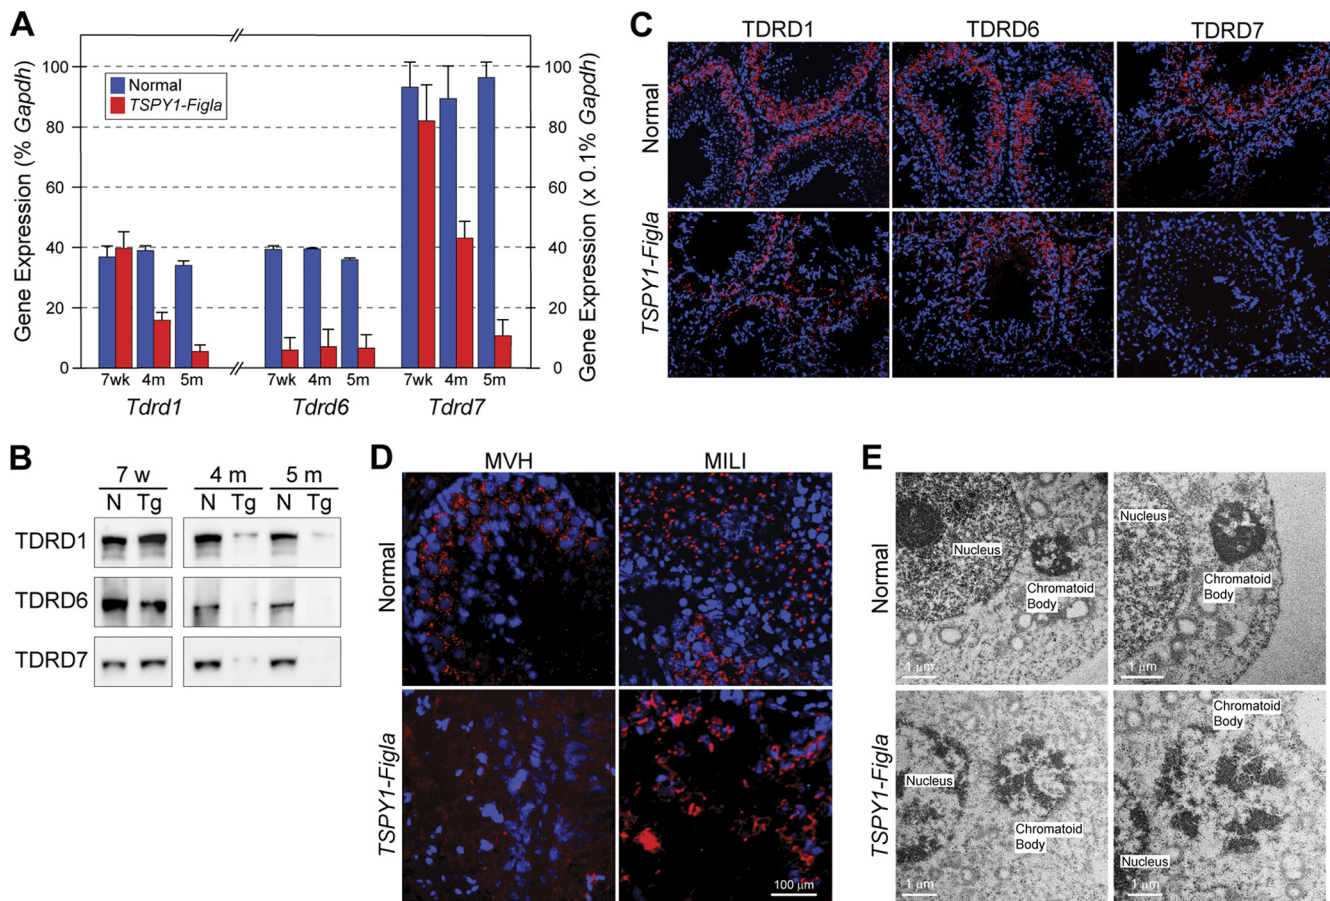 A
Gene Expression (% Gapdh)
100
80
60
40
20
0
Normal
TSPY1-Figla
100
80
60
40
20
0
Gene Expression (x 0.1% Gapdh)
7wk 4m 5m 7wk 4m 5m 7wk 4m 5m
Tdrd1 Tdrd6 Tdrd7
B
7 w 4 m 5 m
N Tg N Tg N Tg
TDRD1
TDRD6
TDRD7
C
TDRD1 TDRD6 TDRD7
Normal
TSPY1-Figla
D
MVH MILI
Normal
TSPY1-Figla
100 μm
E
Normal
Nucleus
Chromatoid
Body
1 μm
Nucleus
Chromatoid
Body
1 μm
TSPY1-Figla
Nucleus
Chromatoid
Body
1 μm
Chromatoid
Body
Nucleus
1 μm